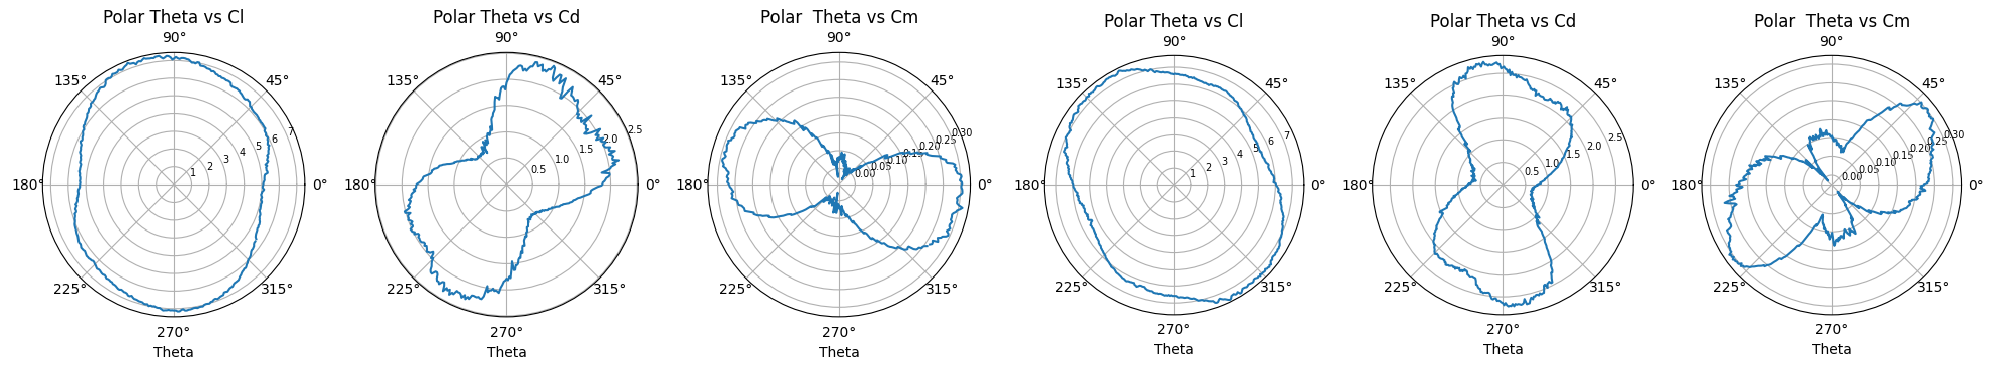 Polar Theta vs Cl
90°
135° 45°
1 2 3 4 5 6 7
180° 0°
225° 315°
270°
Theta
Polar Theta vs Cd
90°
135° 45°
0.5 1.0 1.5 2.0 2.5
180° 0°
225° 315°
270°
Theta
Polar Theta vs Cm
90°
135° 45°
0.00 0.05 0.10 0.15 0.20 0.25 0.30
180° 0°
225° 315°
270°
Theta
Polar Theta vs Cl
90°
135° 45°
1 2 3 4 5 6 7
180° 0°
225° 315°
270°
Theta
Polar Theta vs Cd
90°
135° 45°
0.5 1.0 1.5 2.0 2.5
180° 0°
225° 315°
270°
Theta
Polar Theta vs Cm
90°
135° 45°
0.00 0.05 0.10 0.15 0.20 0.25 0.30
180° 0°
225° 315°
270°
Theta